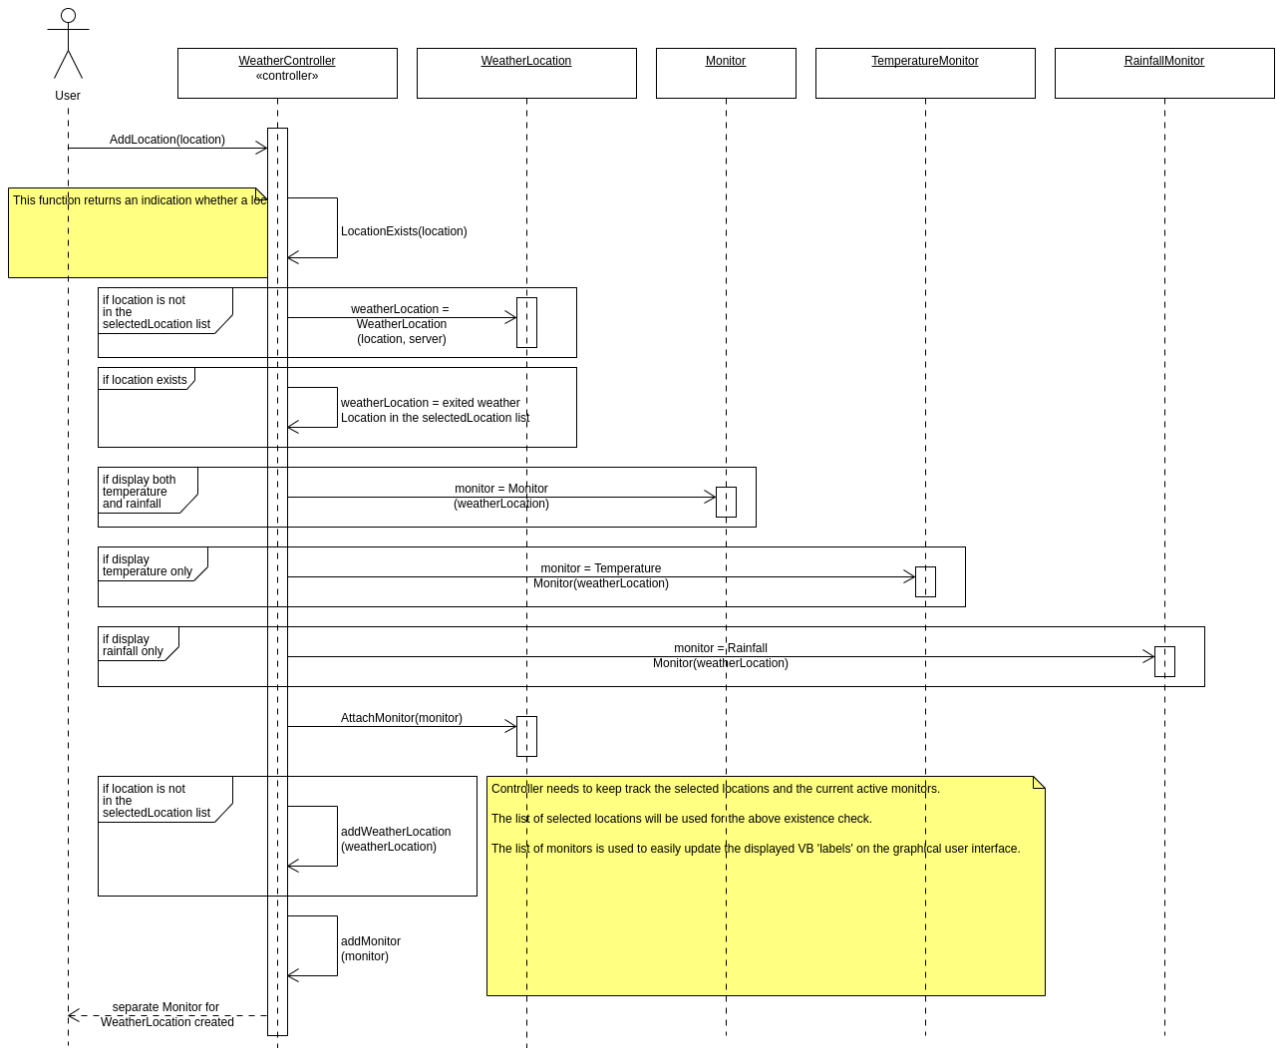 User
WeatherController
«controller»
WeatherLocation
Monitor
TemperatureMonitor
RainfallMonitor
AddLocation(location)
This function returns an indication whether a
LocationExists(location)
if location is not
in the
selectedLocation list
weatherLocation =
WeatherLocation
(location, server)
if location exists
weatherLocation = exited weather
Location in the selectedLocation list
if display both
temperature
and rainfall
monitor = Monitor
(weatherLocation)
if display
temperature only
monitor = Temperature
Monitor(weatherLocation)
if display
rainfall only
monitor = Rainfall
Monitor(weatherLocation)
AttachMonitor(monitor)
if location is not
in the
selectedLocation list
addWeatherLocation
(weatherLocation)
Controller needs to keep track the selected locations and the current active monitors.
The list of selected locations will be used for the above existence check.
The list of monitors is used to easily update the displayed VB 'labels' on the graphical user interface.
addMonitor
(monitor)
separate Monitor for
WeatherLocation created